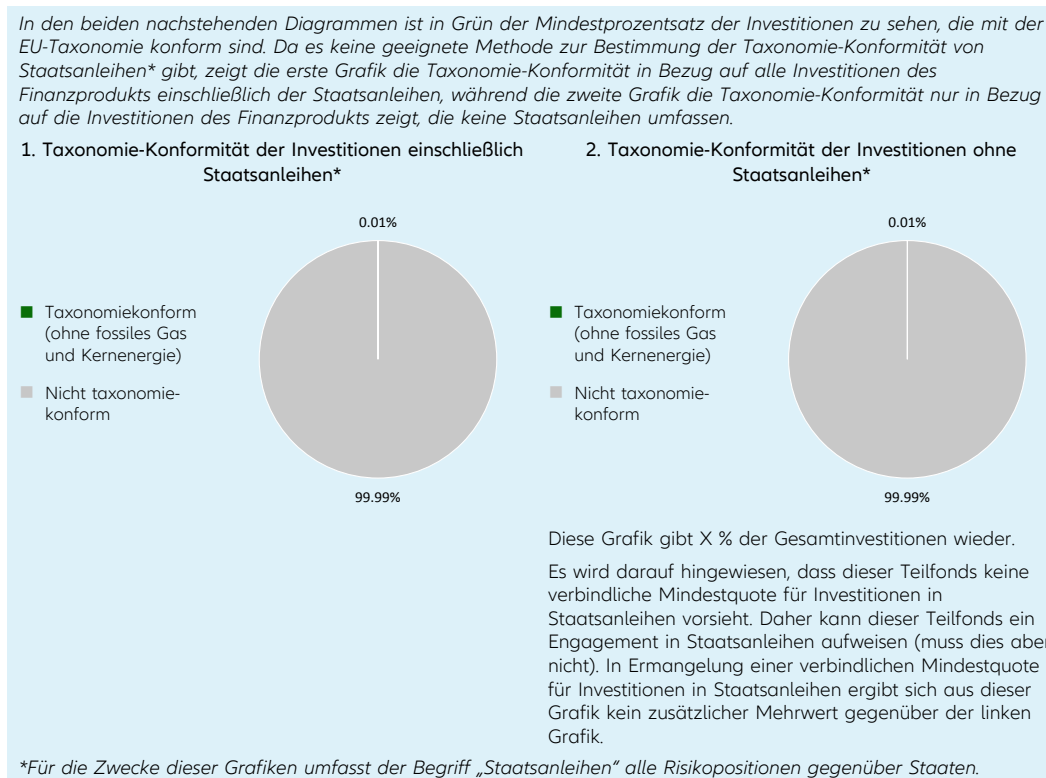 In den beiden nachstehenden Diagrammen ist in Grün der Mindestprozentsatz der Investitionen zu sehen, die mit der
EU-Taxonomie konform sind. Da es keine geeignete Methode zur Bestimmung der Taxonomie-Konformität von
Staatsanleihen* gibt, zeigt die erste Grafik die Taxonomie-Konformität in Bezug auf alle Investitionen des
Finanzprodukts einschließlich der Staatsanleihen, während die zweite Grafik die Taxonomie-Konformität nur in Bezug
auf die Investitionen des Finanzprodukts zeigt, die keine Staatsanleihen umfassen.
1. Taxonomie-Konformität der Investitionen einschließlich
Staatsanleihen*
0.01%
Taxonomiekonform
(ohne fossiles Gas
und Kernenergie)
Nicht taxonomie-
konform
99.99%
2. Taxonomie-Konformität der Investitionen ohne
Staatsanleihen*
0.01%
Taxonomiekonform
(ohne fossiles Gas
und Kernenergie)
Nicht taxonomie-
konform
99.99%
Diese Grafik gibt X % der Gesamtinvestitionen wieder.
Es wird darauf hingewiesen, dass dieser Teilfonds keine
verbindliche Mindestquote für Investitionen in
Staatsanleihen vorsieht. Daher kann dieser Teilfonds ein
Engagement in Staatsanleihen aufweisen (muss dies aber
nicht). In Ermangelung einer verbindlichen Mindestquote
für Investitionen in Staatsanleihen ergibt sich aus dieser
Grafik kein zusätzlicher Mehrwert gegenüber der linken
Grafik.
*Für die Zwecke dieser Grafiken umfasst der Begriff „Staatsanleihen" alle Risikopositionen gegenüber Staaten.